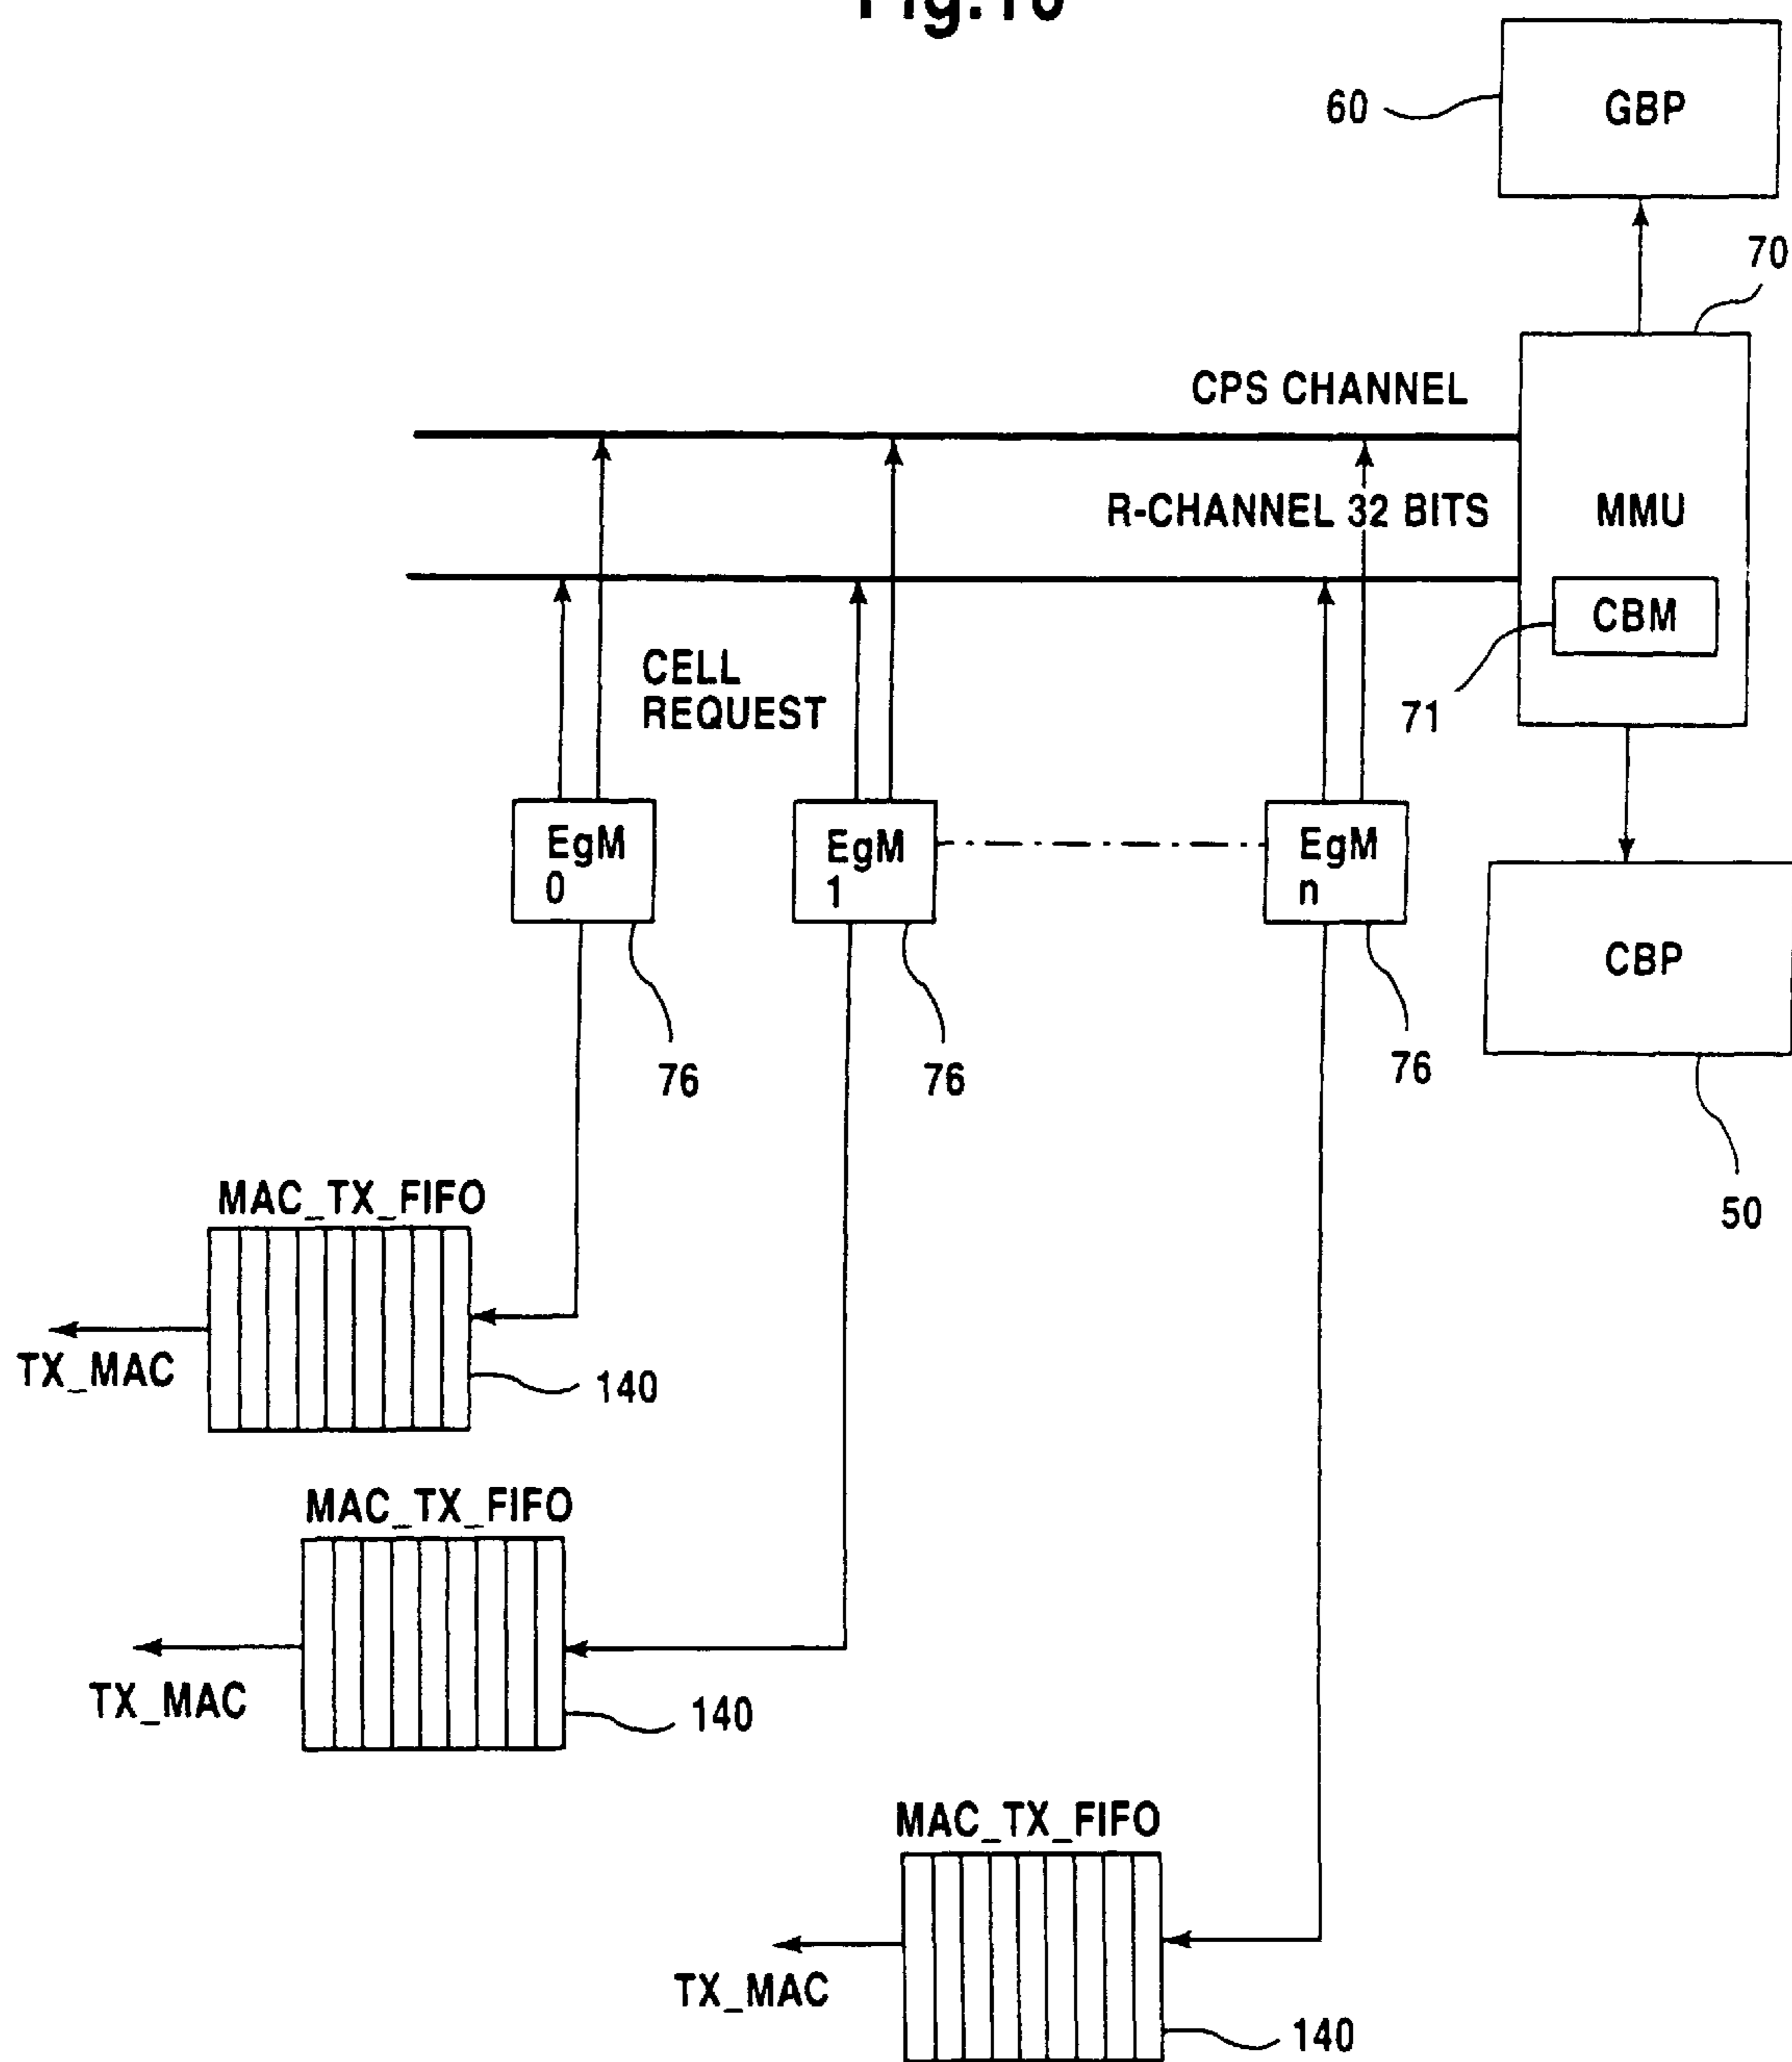 60
GBP
70
CPS CHANNEL
R-CHANNEL 32 BITS
MMU
CBM
71
CELL
REQUEST
EgM
0
EgM
1
EgM
n
CBP
76
76
76
50
MAC_TX_FIFO
TX_MAC
140
MAC_TX_FIFO
TX_MAC
140
MAC_TX_FIFO
TX_MAC
140